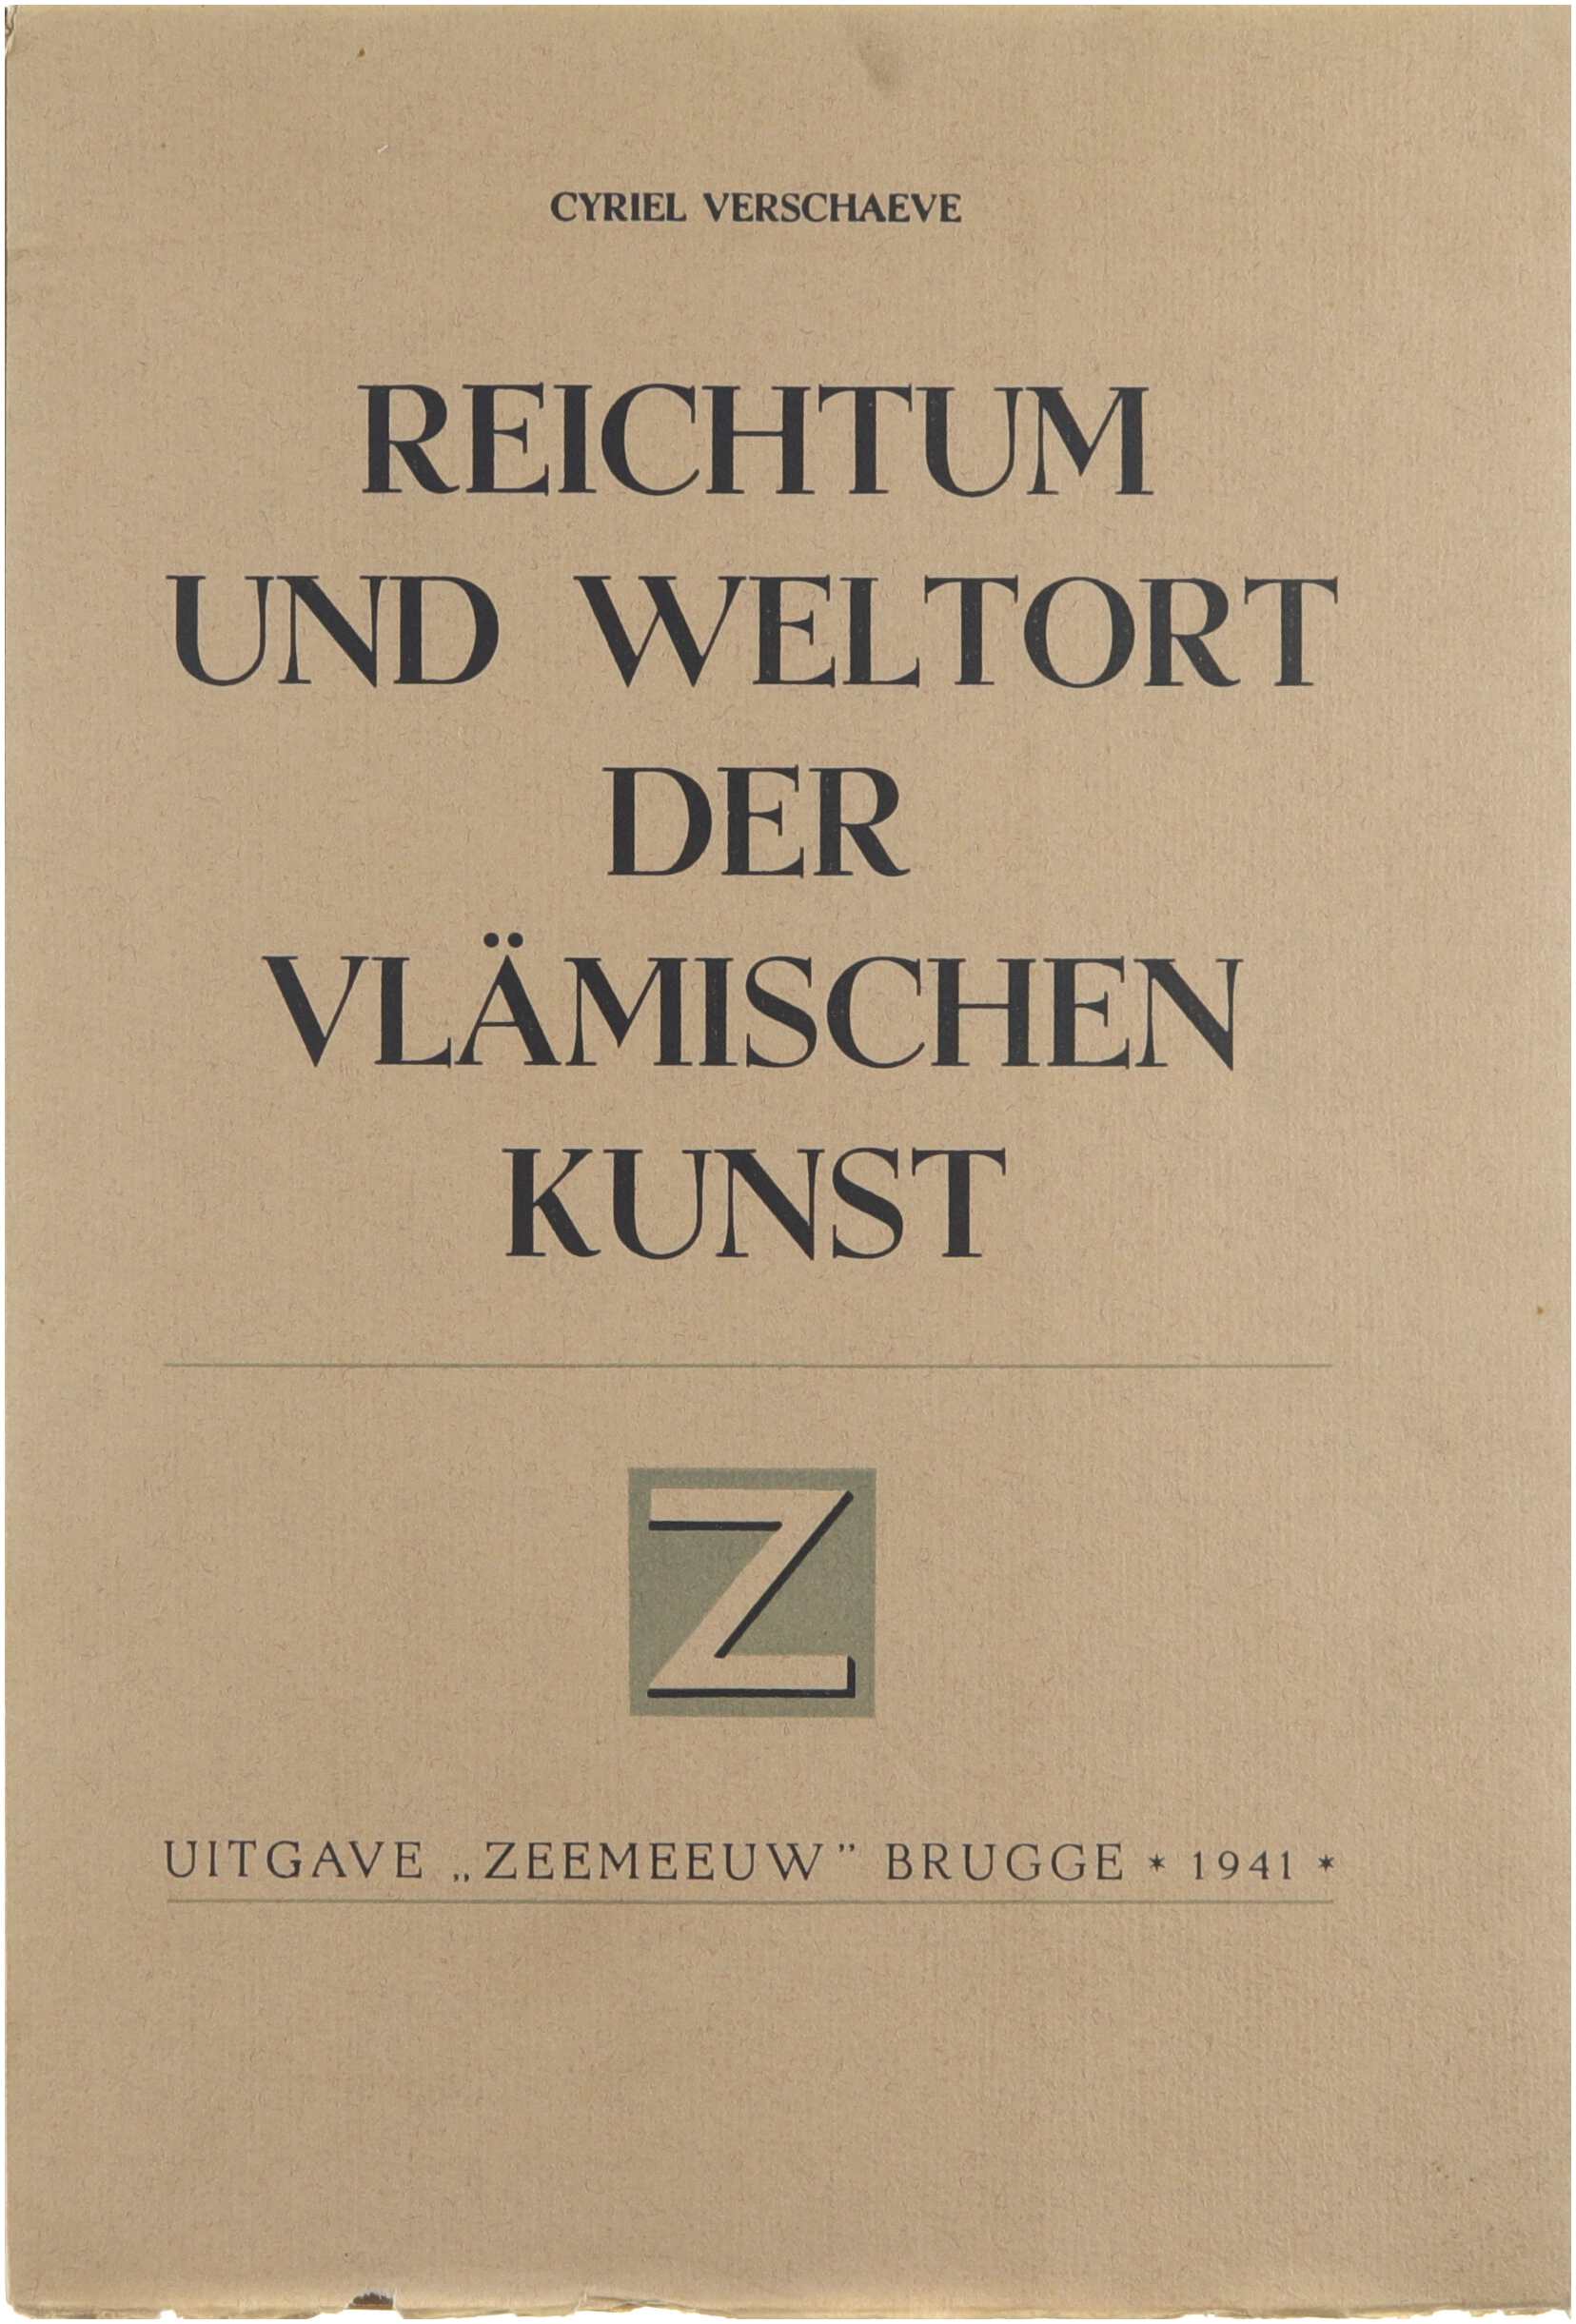 CYRIEL VERSCHAEVE
REICHTUM
UND WELTORT
DER
VLÄMISCHEN
KUNST
Z
UITGAVE „ZEEMEEUW” BRUGGE * 1941 *